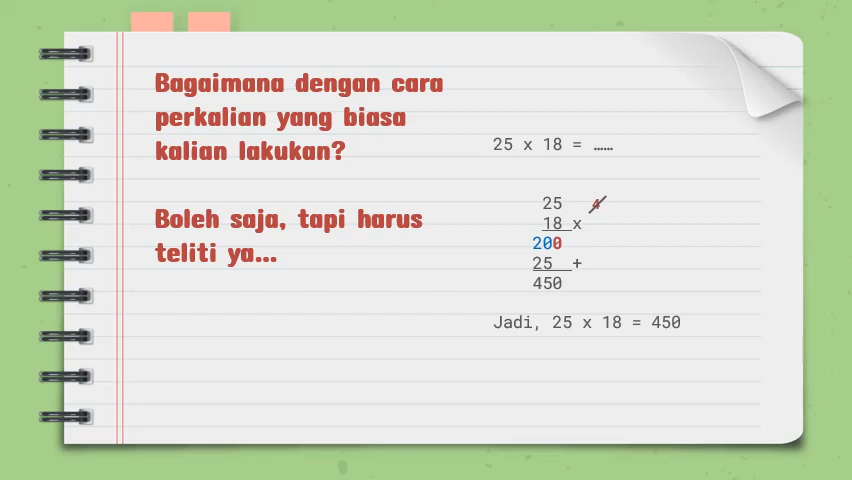 Bagaimana dengan cara
perkalian yang biasa
kalian lakukan?
Boleh saja, tapi harus
teliti ya...
25 x 18 = ……
25 4
18 x
200
25 +
450
Jadi, 25 x 18 = 450